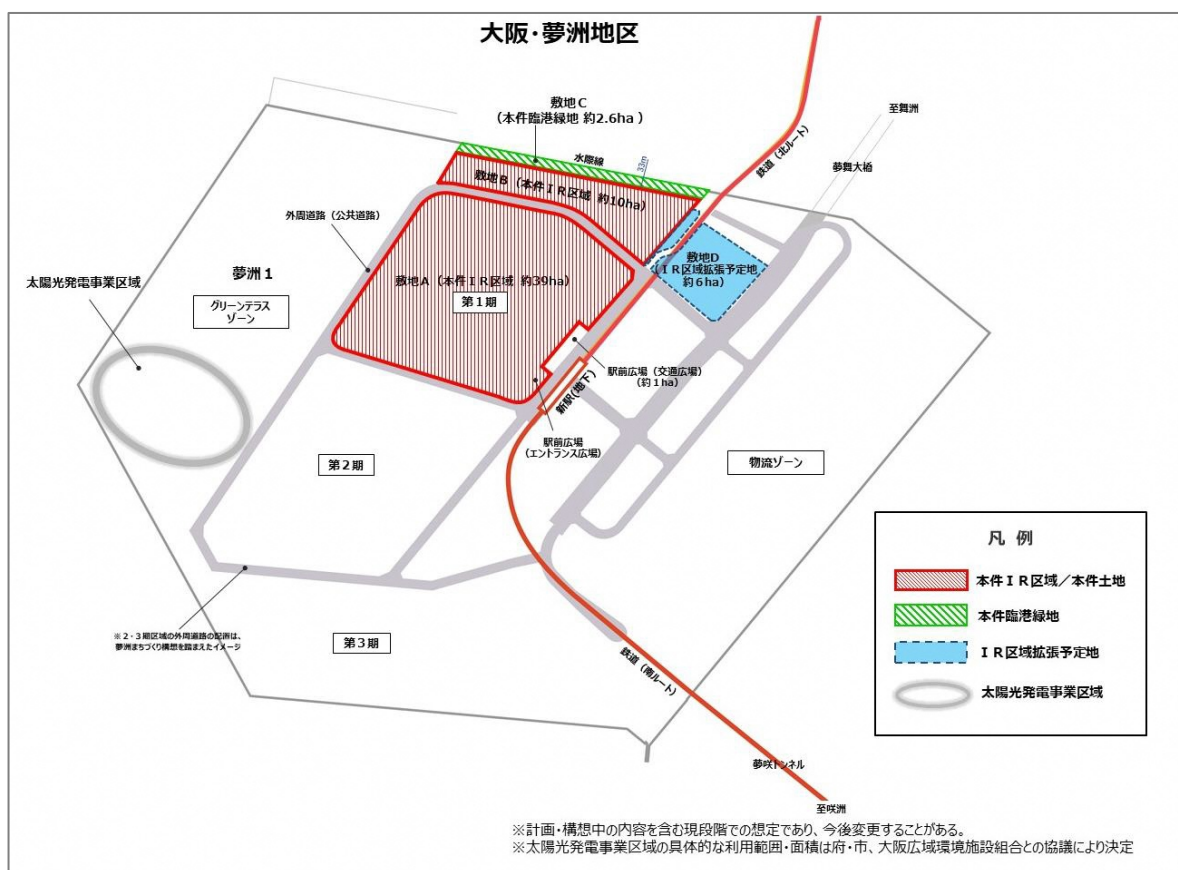 大阪・夢洲地区
敷地C
（本件臨港緑地 約2.6ha ）
水際線
33m
鉄道（北ルート）
至舞洲
夢舞大橋
敷地B（本件ＩＲ区域 約10ha）
外周道路（公共道路）
敷地A（本件ＩＲ区域 約39ha）
第１期
敷地D
（ＩＲ区域拡張予定地
約６ha）
夢洲１
グリーンテラス
ゾーン
太陽光発電事業区域
駅前広場（交通広場）
（約１ha）
新駅(地下)
駅前広場
（エントランス広場）
第２期
物流ゾーン
※２・３期区域の外周道路の配置は、
夢洲まちづくり構想を踏まえたイメージ
第３期
鉄道（南ルート）
夢咲トンネル
至咲洲
凡 例
本件ＩＲ区域／本件土地
本件臨港緑地
ＩＲ区域拡張予定地
太陽光発電事業区域
※計画・構想中の内容を含む現段階での想定であり、今後変更することがある。
※太陽光発電事業区域の具体的な利用範囲・面積は府・市、大阪広域環境施設組合との協議により決定